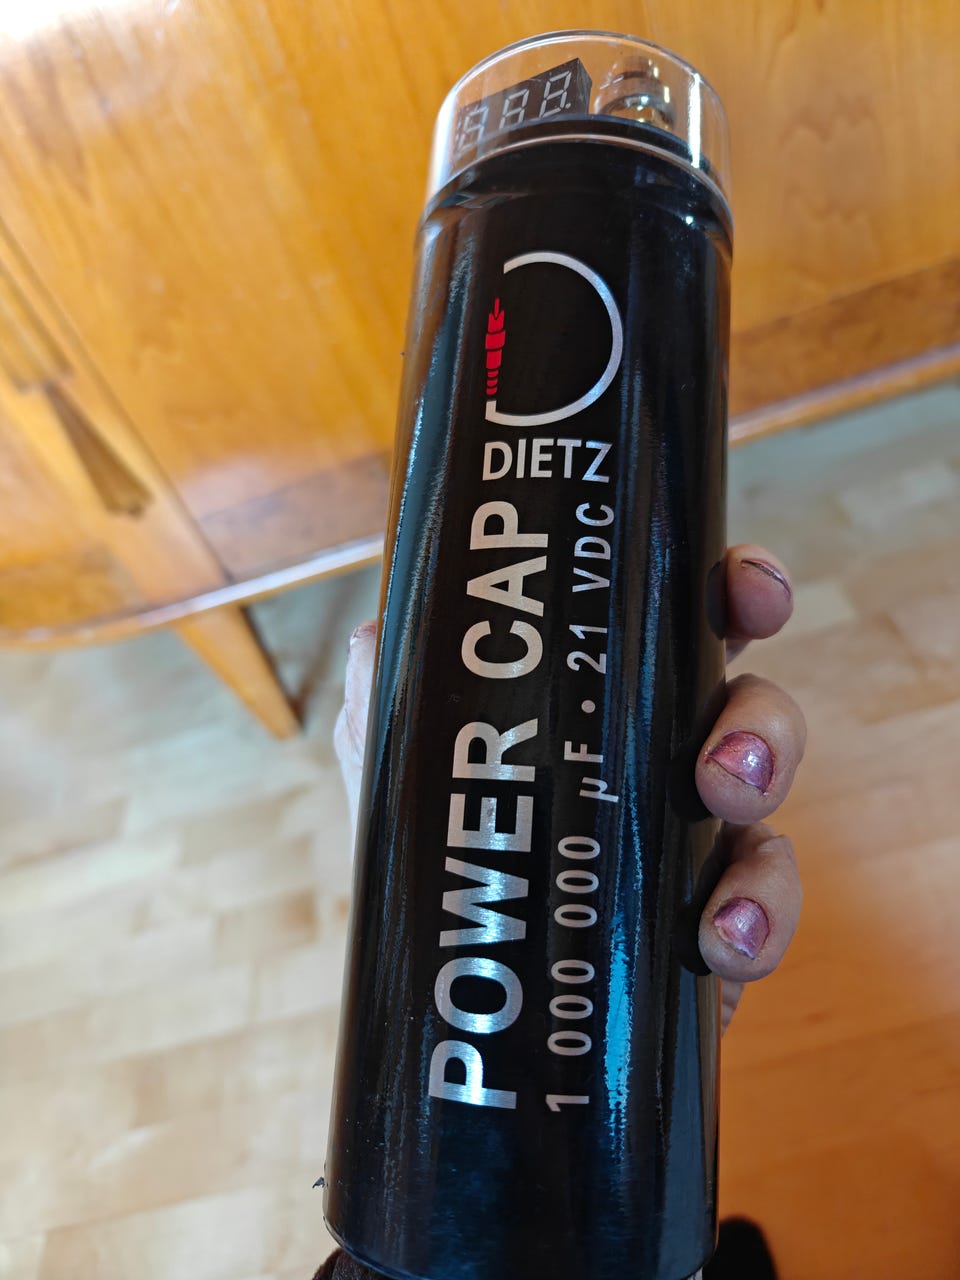 DIETZ
POWER CAP
1 000 000 µF • 21 VDC